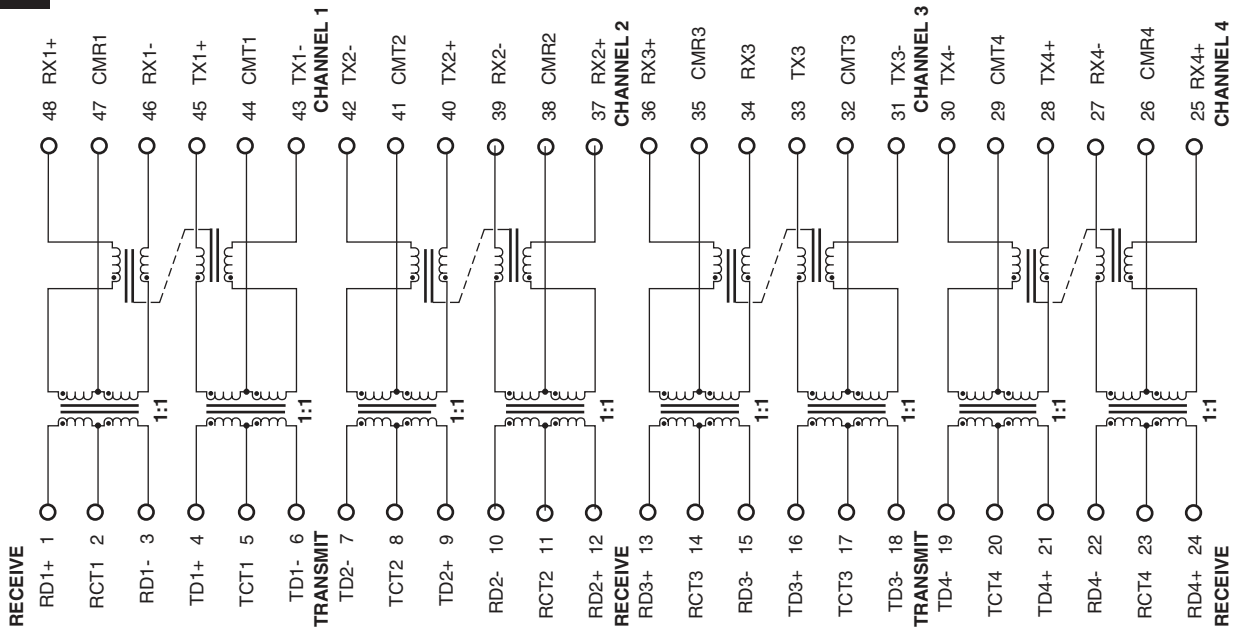 RECEIVE
RD1+ 1
RCT1 2
RD1- 3
TD1+ 4
TCT1 5
TD1- 6
TRANSMIT
TD2- 7
TCT2 8
TD2+ 9
RD2- 10
RCT2 11
RD2+ 12
RECEIVE
RD3+ 13
RCT3 14
RD3- 15
TD3+ 16
TCT3 17
TD3- 18
TRANSMIT
TD4- 19
TCT4 20
TD4+ 21
RD4- 22
RCT4 23
RD4+ 24
RECEIVE
1:1
1:1
1:1
1:1
1:1
1:1
1:1
1:1
48 RX1+
47 CMR1
46 RX1-
45 TX1+
44 CMT1
43 TX1-
CHANNEL 1
42 TX2-
41 CMT2
40 TX2+
39 RX2-
38 CMR2
37 RX2+
CHANNEL 2
36 RX3+
35 CMR3
34 RX3
33 TX3
32 CMT3
31 TX3-
CHANNEL 3
30 TX4-
29 CMT4
28 TX4+
27 RX4-
26 CMR4
25 RX4+
CHANNEL 4